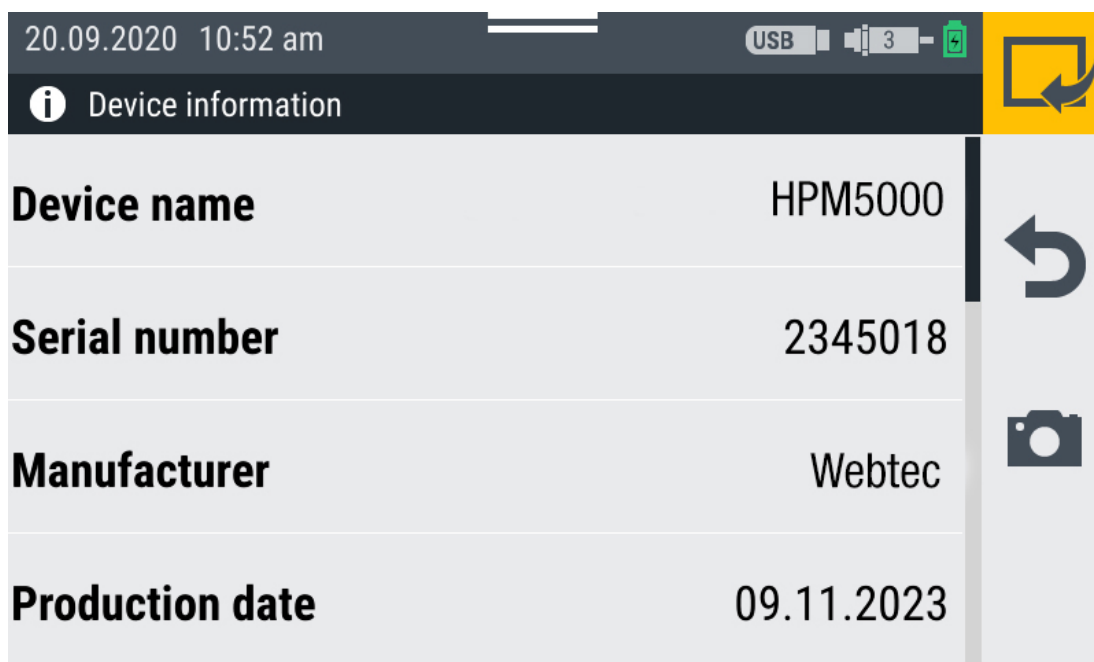 20.09.2020 10:52 am USB 3
Device information
Device name HPM5000
Serial number 2345018
Manufacturer Webtec
Production date 09.11.2023